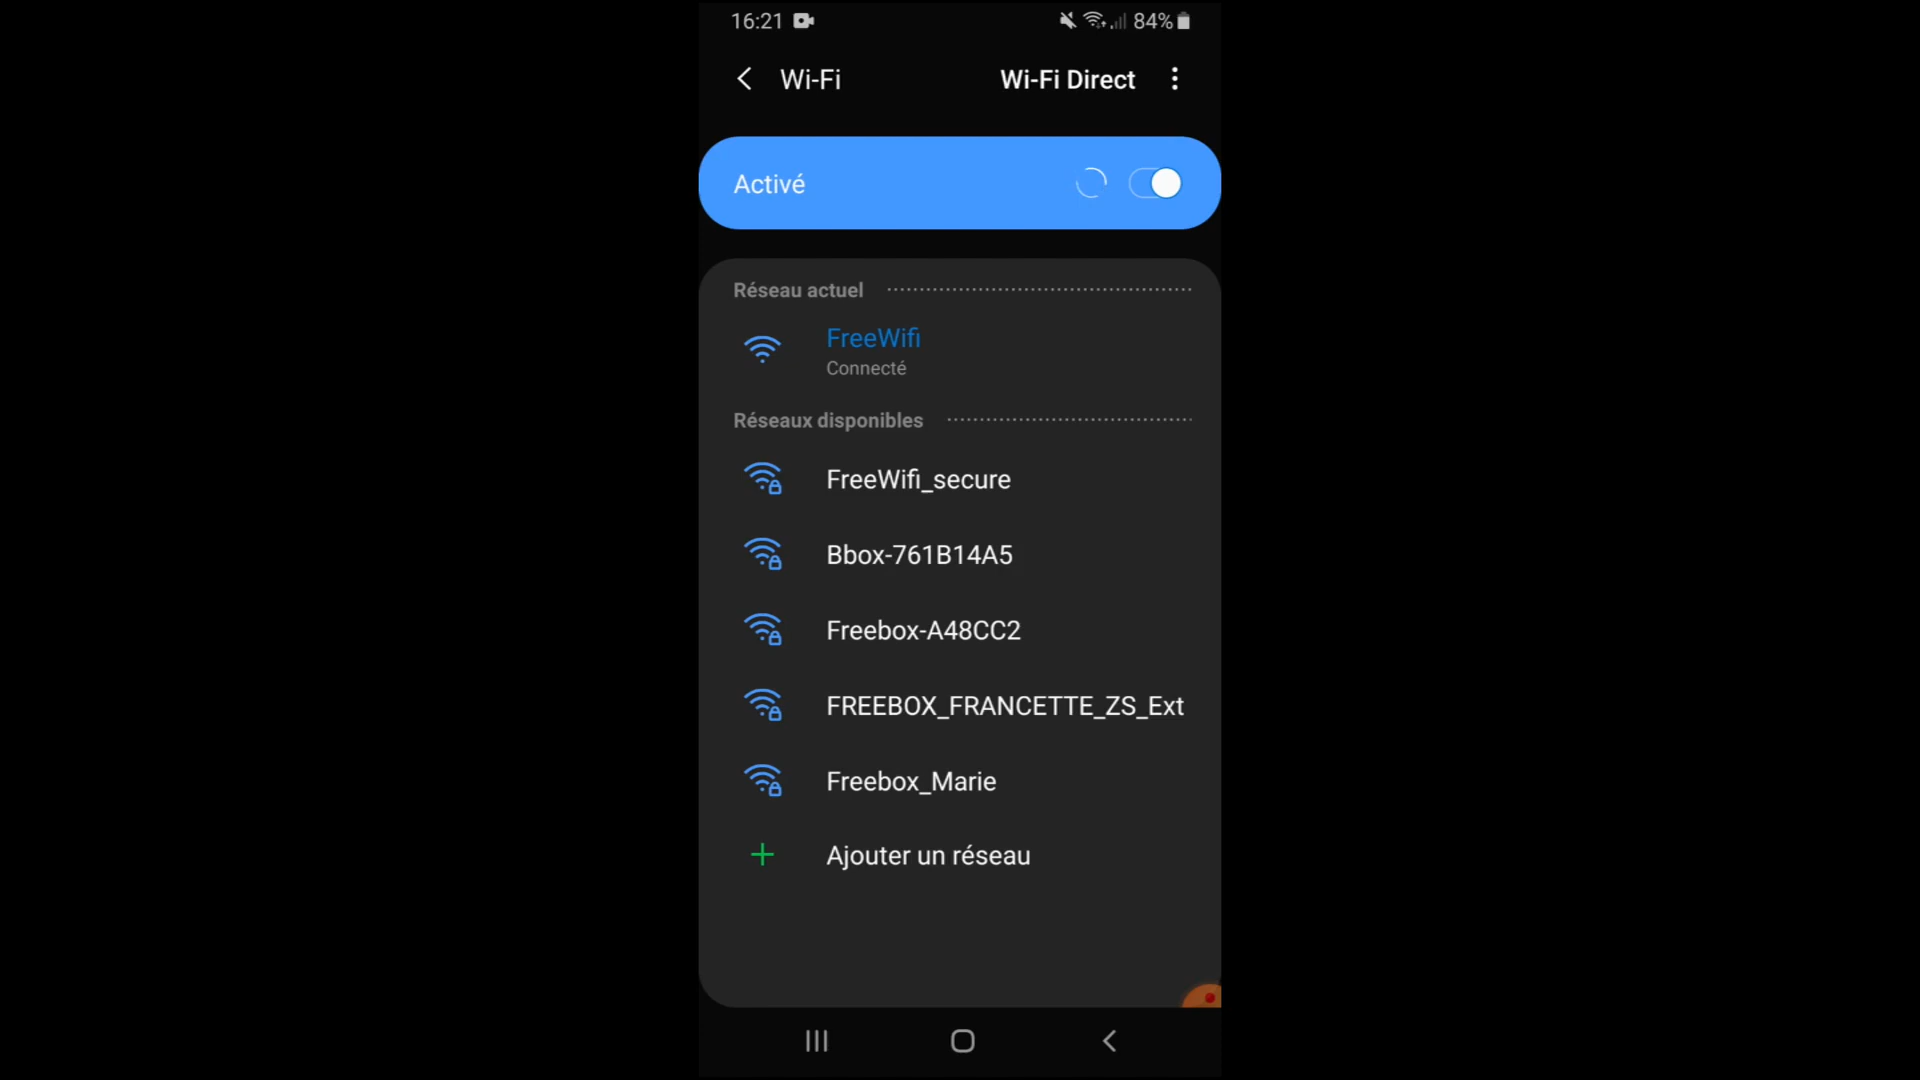 16:21 84%
Wi-Fi Wi-Fi Direct
Activé
Réseau actuel
FreeWifi
Connecté
Réseaux disponibles
FreeWifi_secure
Bbox-761B14A5
Freebox-A48CC2
FREEBOX_FRANCETTE_ZS_Ext
Freebox_Marie
Ajouter un réseau